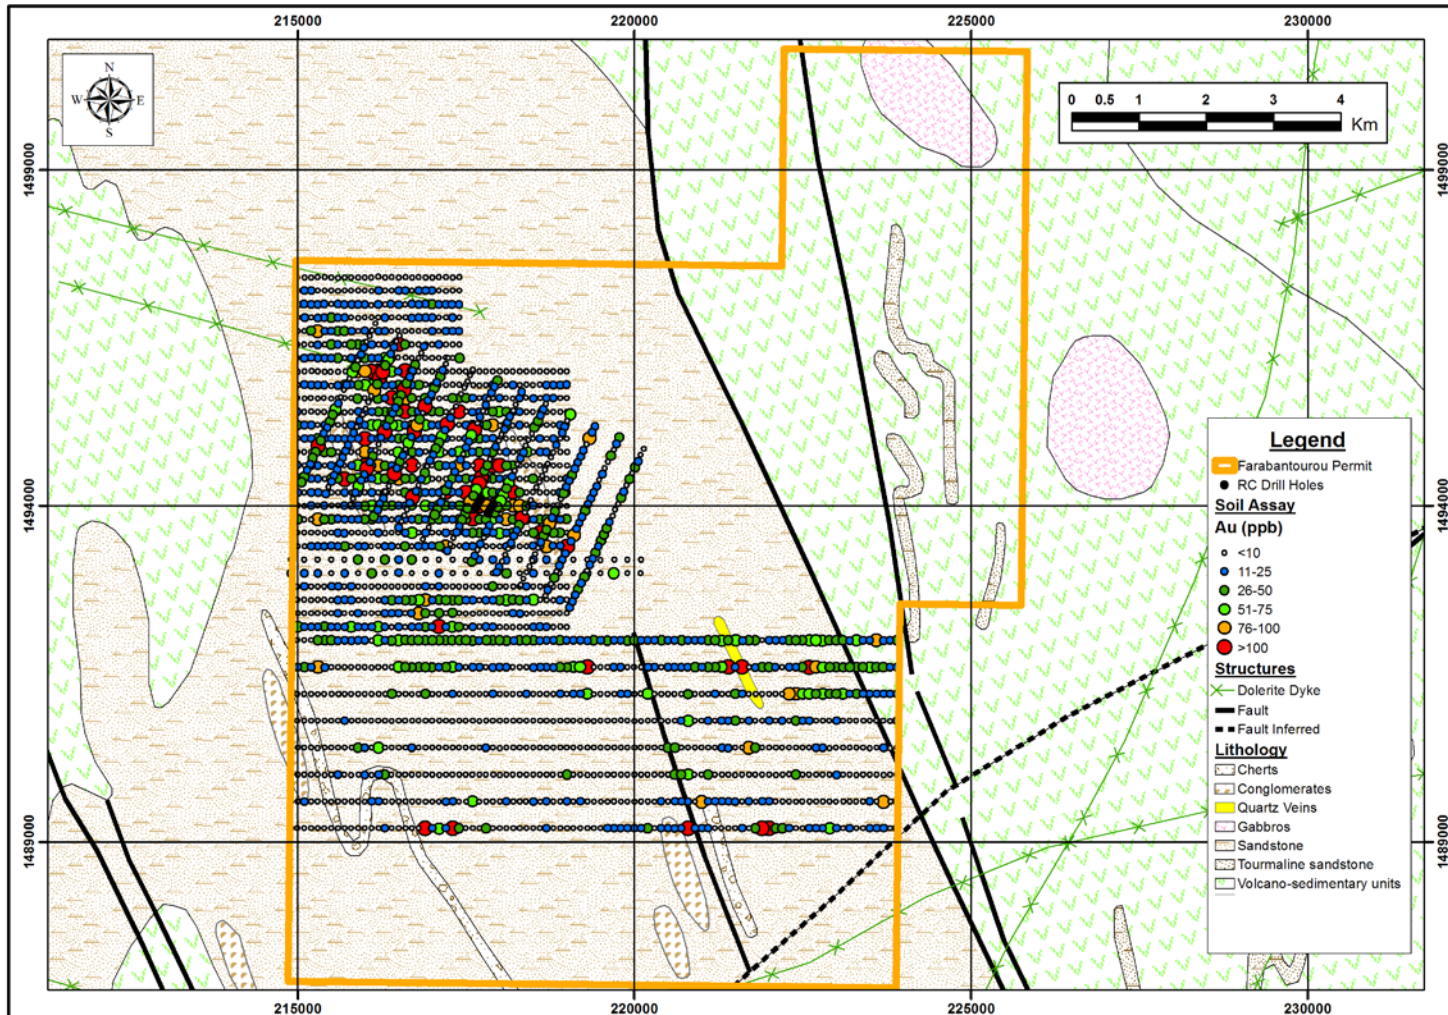 215000
220000
225000
230000
N
W
E
S
0 0.5 1 2 3 4
Km
1499000
1499000
1494000
1494000
1489000
1489000
Legend
Farabantourou Permit
RC Drill Holes
Soil Assay
Au (ppb)
<10
11-25
26-50
51-75
76-100
>100
Structures
Dolerite Dyke
Fault
Fault Inferred
Lithology
Cherts
Conglomerates
Quartz Veins
Gabbros
Sandstone
Tourmaline sandstone
Volcano-sedimentary units
215000
220000
225000
230000